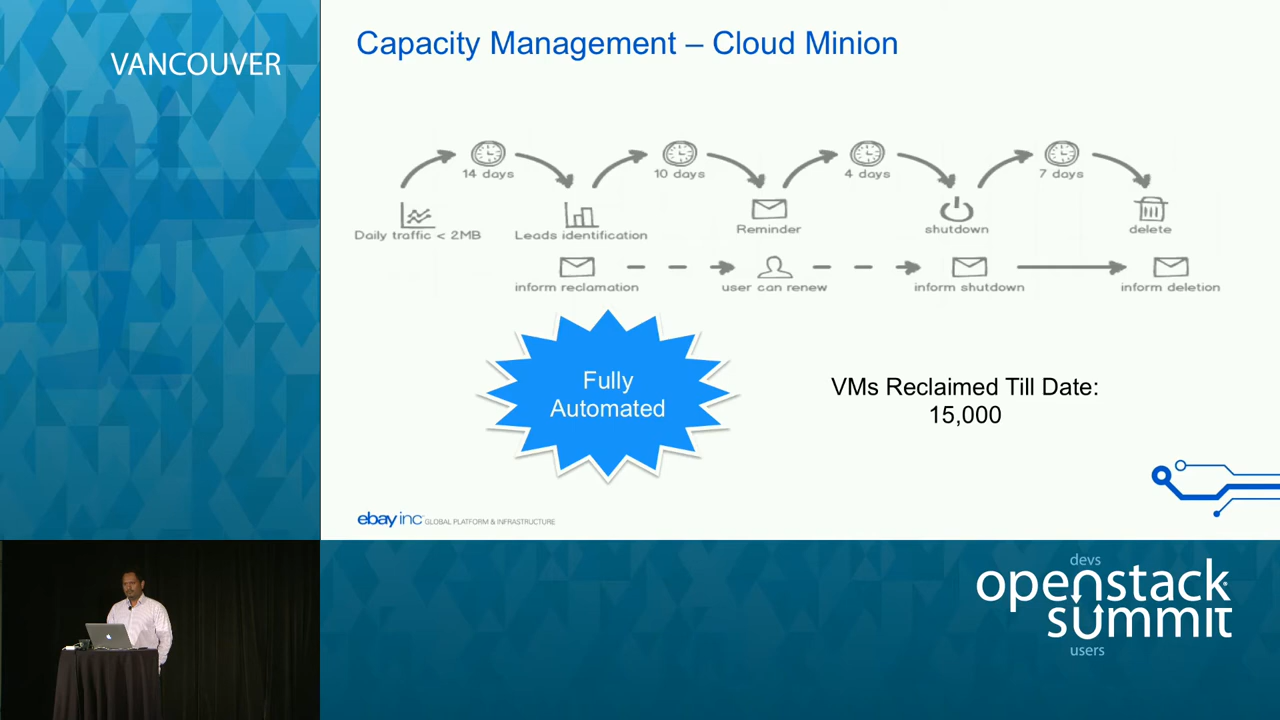 VANCOUVER
Capacity Management – Cloud Minion
14 days
10 days
4 days
7 days
Daily traffic < 2MB
Leads identification
Reminder
shutdown
delete
inform reclamation
user can renew
inform shutdown
inform deletion
Fully
Automated
VMs Reclaimed Till Date:
15,000
ebay inc GLOBAL PLATFORM & INFRASTRUCTURE
devs
openstack
summit
users